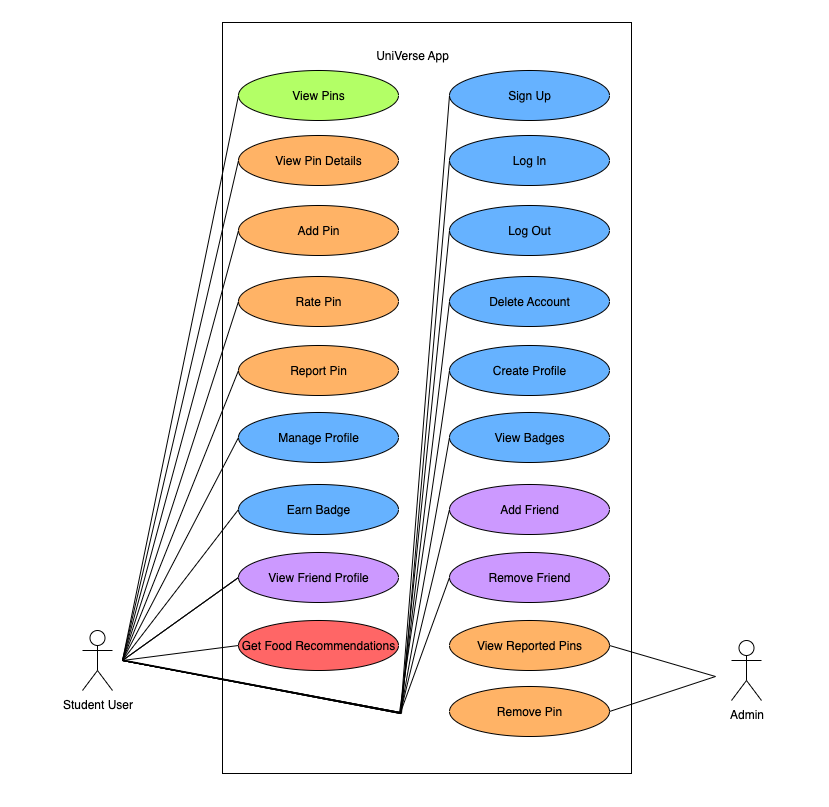 UniVerse App
View Pins
Sign Up
View Pin Details
Log In
Add Pin
Log Out
Rate Pin
Delete Account
Report Pin
Create Profile
Manage Profile
View Badges
Earn Badge
Add Friend
View Friend Profile
Remove Friend
Get Food Recommendations
View Reported Pins
Student User
Remove Pin
Admin